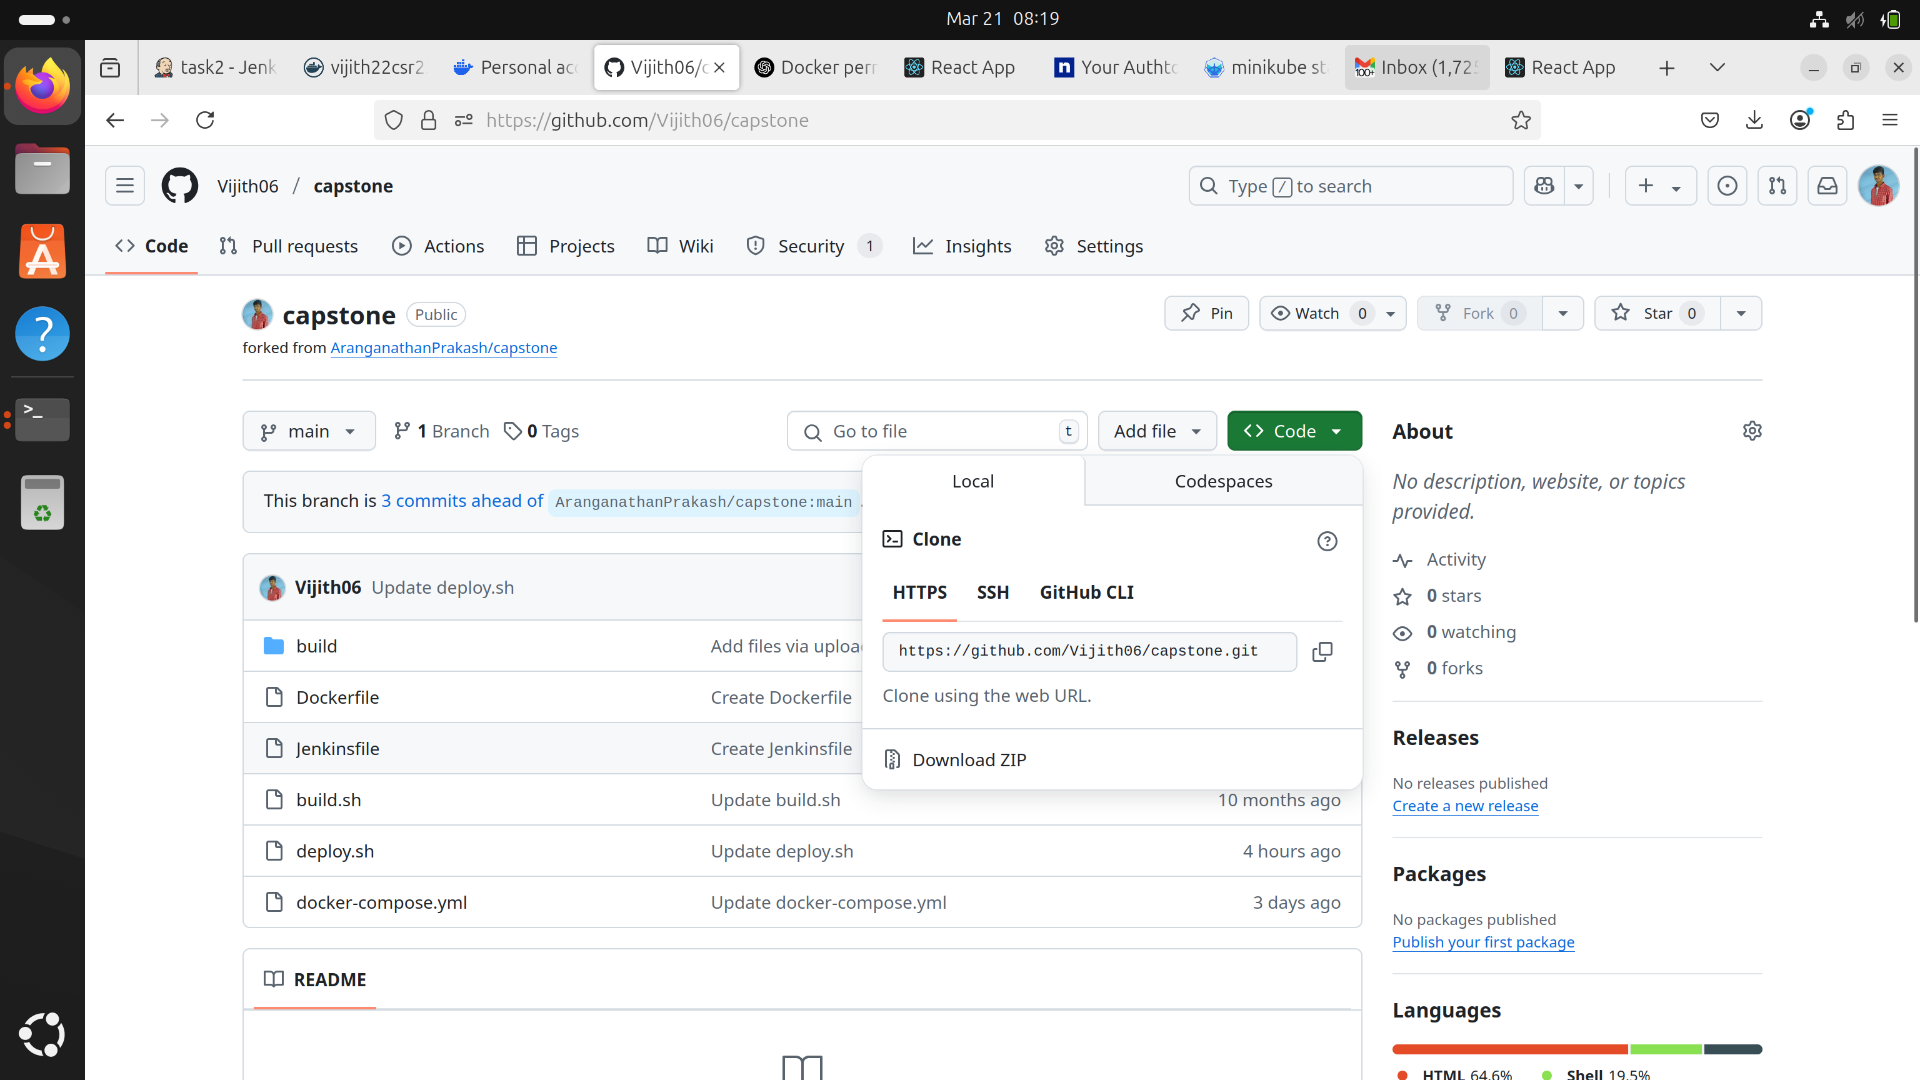 Mar 21 08:19
task2 - Jenk
vijith22csr2
Personal acc
Vijith06/c
Docker perr
React App
Your Authto
minikube st
100+
Inbox (1,725
React App
https://github.com/Vijith06/capstone
Vijith06 / capstone
Type / to search
Code
Pull requests
Actions
Projects
Wiki
Security 1
Insights
Settings
capstone Public
Pin
Watch 0
Fork 0
Star 0
forked from AranganathanPrakash/capstone
main
1 Branch
0 Tags
Go to file t
Add file
Code
About
No description, website, or topics
provided.
Activity
0 stars
0 watching
0 forks
Releases
No releases published
Create a new release
Packages
No packages published
Publish your first package
Languages
HTML 64.6% Shell 19.5%
Local
Codespaces
Clone
HTTPS SSH GitHub CLI
https://github.com/Vijith06/capstone.git
Clone using the web URL.
Download ZIP
This branch is 3 commits ahead of AranganathanPrakash/capstone:main .
Vijith06 Update deploy.sh
build Add files via uploa
Dockerfile Create Dockerfile
Jenkinsfile Create Jenkinsfile
build.sh Update build.sh 10 months ago
deploy.sh Update deploy.sh 4 hours ago
docker-compose.yml Update docker-compose.yml 3 days ago
README